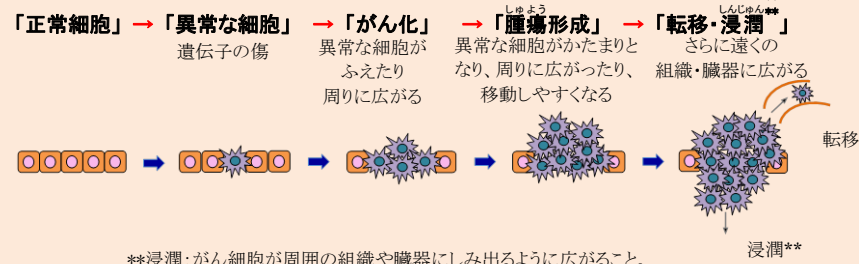 「正常細胞」 → 「異常な細胞」 → 「がん化」 → 「腫瘍形成」 → 「転移・浸潤**」
しゅよう
しんじゅん
遺伝子の傷
異常な細胞が
ふえたり
周りに広がる
異常な細胞がかたまりと
なり、周りに広がったり、
移動しやすくなる
さらに遠くの
組織・臓器に広がる
転移
浸潤**
**浸潤:がん細胞が周囲の組織や臓器にしみ出るように広がること。